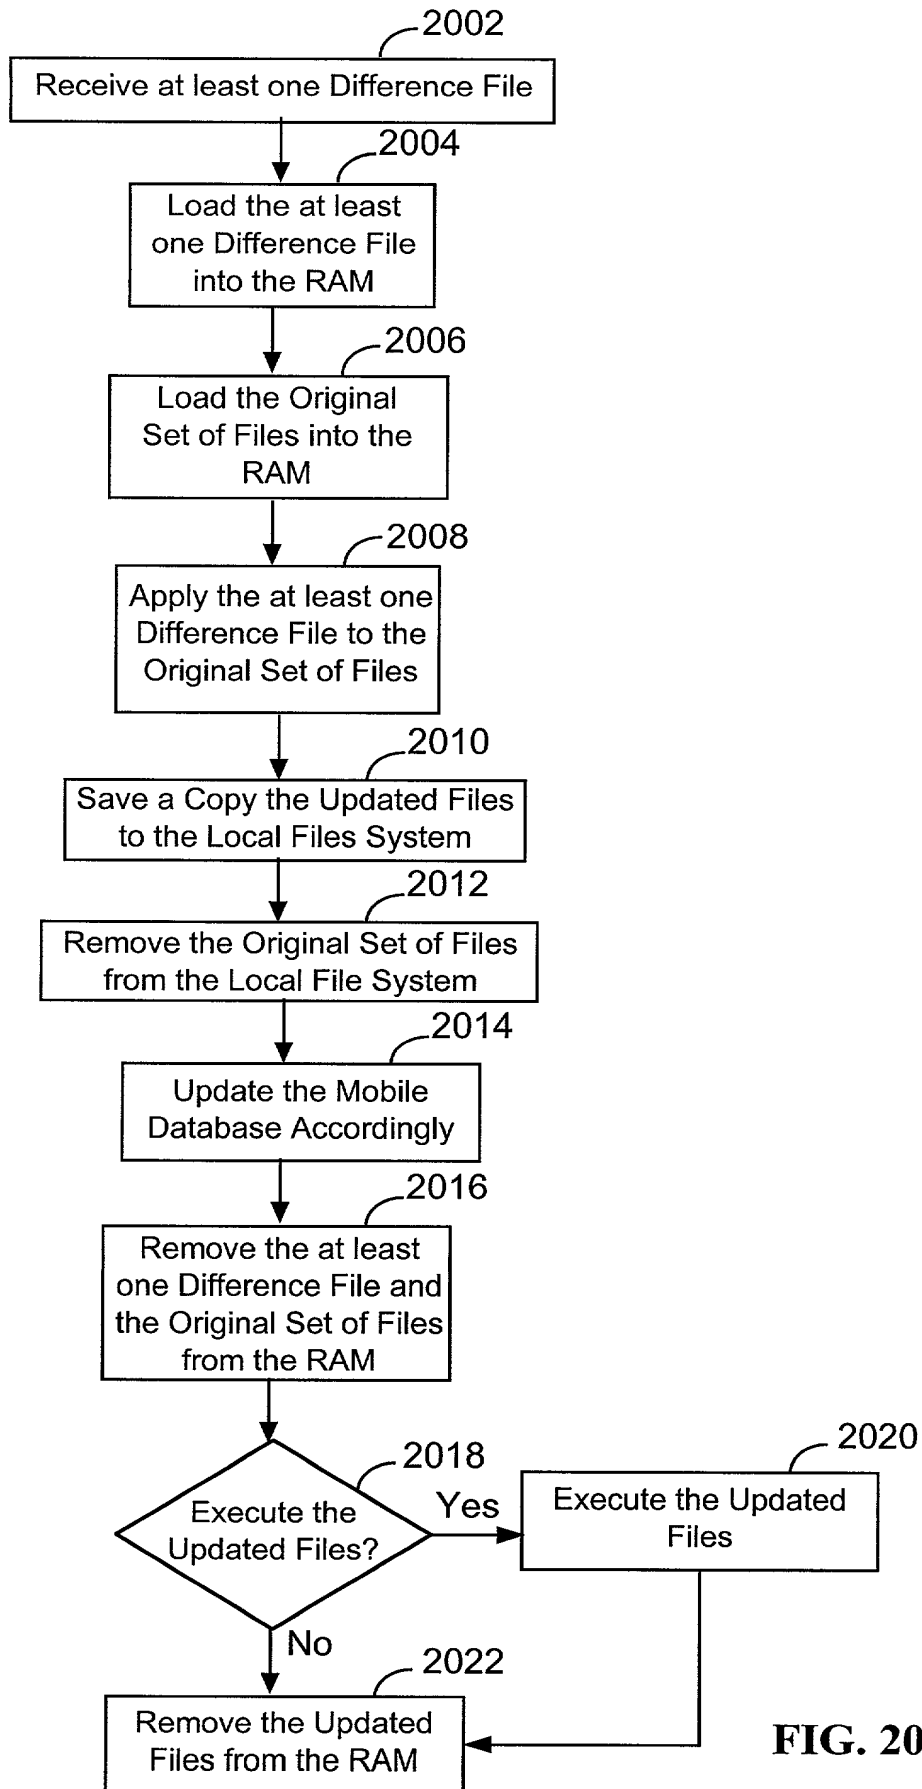 2002
Receive at least one Difference File
2004
Load the at least
one Difference File
into the RAM
2006
Load the Original
Set of Files into the
RAM
2008
Apply the at least one
Difference File to the
Original Set of Files
2010
Save a Copy the Updated Files
to the Local Files System
2012
Remove the Original Set of Files
from the Local File System
2014
Update the Mobile
Database Accordingly
2016
Remove the at least
one Difference File and
the Original Set of Files
from the RAM
2018
Execute the
Updated Files?
Yes
2020
Execute the Updated
Files
No
2022
Remove the Updated
Files from the RAM
FIG. 20